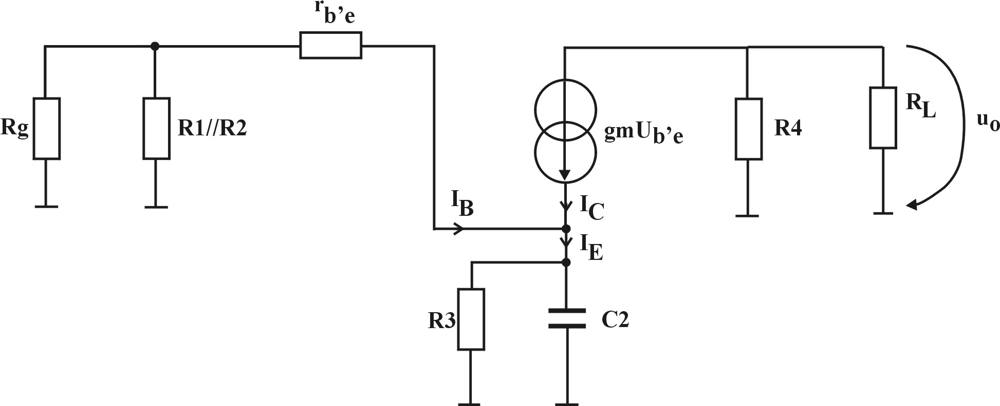 rb’e
Rg
R1//R2
gmUb’e
R4
RL
uo
IB
IC
IE
R3
C2